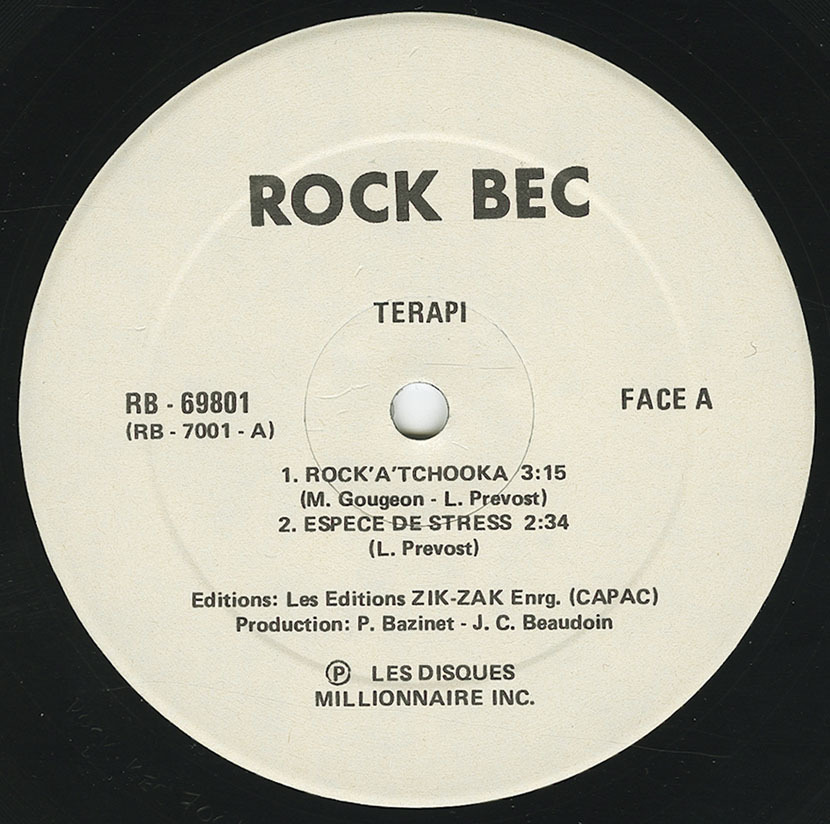 ROCK BEC
TERAPI
RB - 69801
(RB - 7001 - A)
FACE A
1. ROCK'A'TCHOOKA 3:15
(M. Gougeon - L. Prevost)
2. ESPECE DE STRESS 2:34
(L. Prevost)
Editions: Les Editions ZIK-ZAK Enrg. (CAPAC)
Production: P. Bazinet - J. C. Beaudoin
Ⓟ LES DISQUES
MILLIONNAIRE INC.